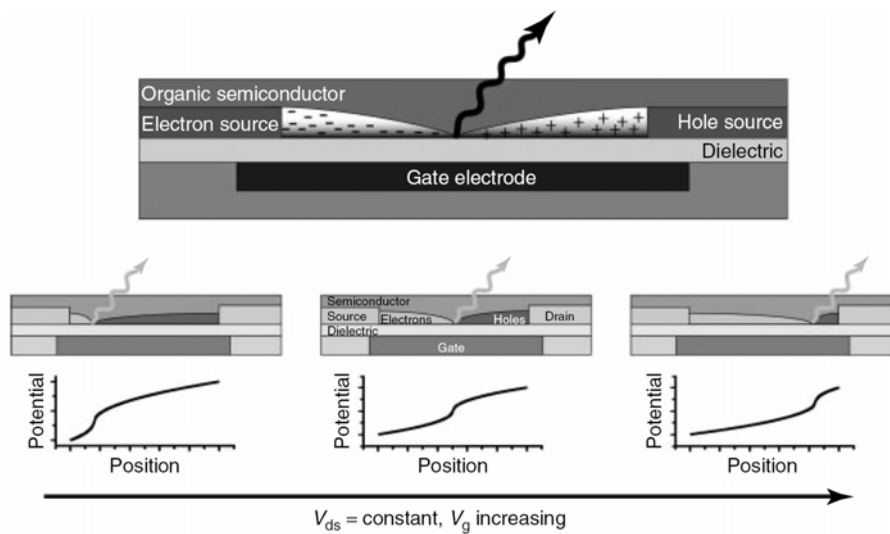 Organic semiconductor
Electron source
Hole source
Dielectric
Gate electrode
Semiconductor
Source
Electrons
Holes
Drain
Dielectric
Gate
Potential
Position
Potential
Position
Potential
Position
V_ds = constant, V_g increasing